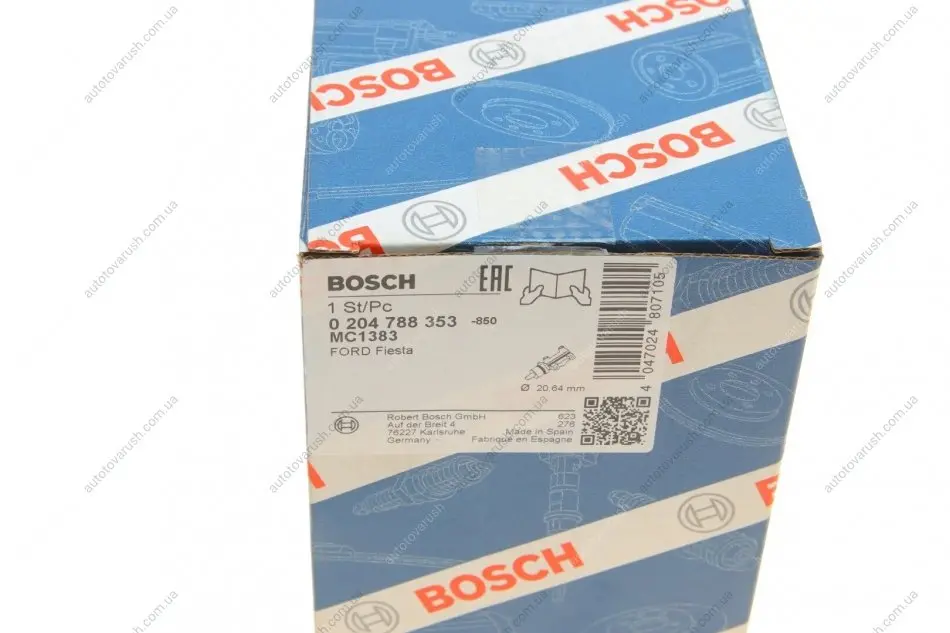 BOSCH
BOSCH
BOSCH
BOSCH
EAC
1 St/Pc
0 204 788 353 -850
MC1383
FORD Fiesta
Ø 20.64 mm
4 047024 807105
Robert Bosch GmbH
Auf der Breit 4
76227 Karlsruhe
Germany
623
278
Made in Spain
Fabriqué en Espagne
BOSCH
autotovarush.com.ua